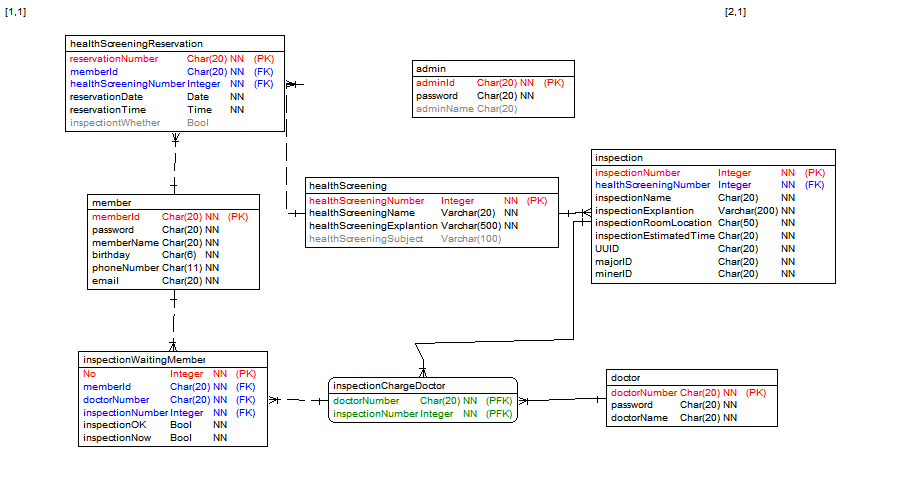 [1,1]
[2,1]
healthScreeningReservation
reservationNumber Char(20) NN (PK)
memberId Char(20) NN (FK)
healthScreeningNumber Integer NN (FK)
reservationDate Date NN
reservationTime Time NN
inspectiontWhether Bool
admin
adminId Char(20) NN (PK)
password Char(20) NN
adminName Char(20)
inspection
inspectionNumber Integer NN (PK)
healthScreeningNumber Integer NN (FK)
inspectionName Char(20) NN
inspectionExplantion Varchar(200) NN
inspectionRoomLocation Char(50) NN
inspectionEstimatedTime Char(20) NN
UUID Char(20) NN
majorID Char(20) NN
minerID Char(20) NN
healthScreening
healthScreeningNumber Integer NN (PK)
healthScreeningName Varchar(20) NN
healthScreeningExplantion Varchar(500) NN
healthScreeningSubject Varchar(100)
member
memberId Char(20) NN (PK)
password Char(20) NN
memberName Char(20) NN
birthday Char(6) NN
phoneNumber Char(11) NN
email Char(20) NN
inspectionWaitingMember
No Integer NN (PK)
memberId Char(20) NN (FK)
doctorNumber Char(20) NN (FK)
inspectionNumber Integer NN (FK)
inspectionOK Bool NN
inspectionNow Bool NN
inspectionChargeDoctor
doctorNumber Char(20) NN (PFK)
inspectionNumber Integer NN (PFK)
doctor
doctorNumber Char(20) NN (PK)
password Char(20) NN
doctorName Char(20) NN